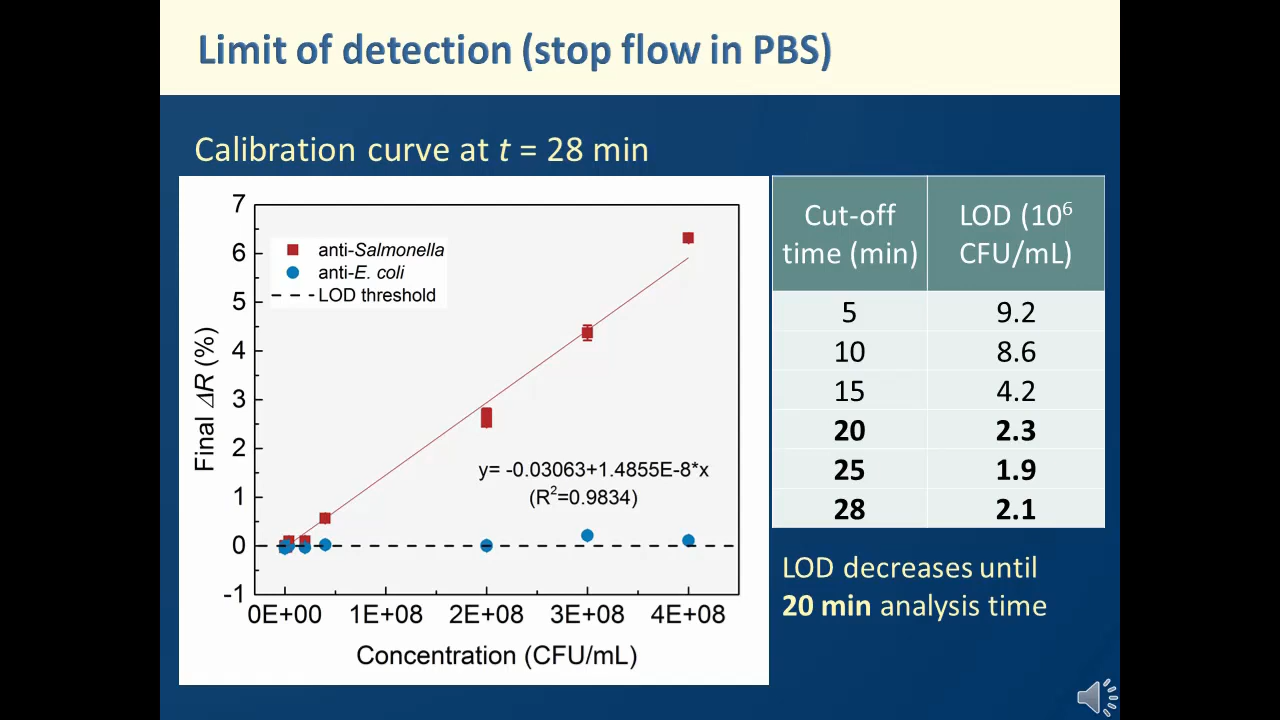 Limit of detection (stop flow in PBS)
Calibration curve at t = 28 min
7
6
5
4
3
2
1
0
-1
Final ΔR (%)
anti-Salmonella
anti-E. coli
LOD threshold
y= -0.03063+1.4855E-8*x
(R²=0.9834)
0E+00 1E+08 2E+08 3E+08 4E+08
Concentration (CFU/mL)
Cut-off time (min) LOD (10⁶ CFU/mL)
5 9.2
10 8.6
15 4.2
20 2.3
25 1.9
28 2.1
LOD decreases until
20 min analysis time